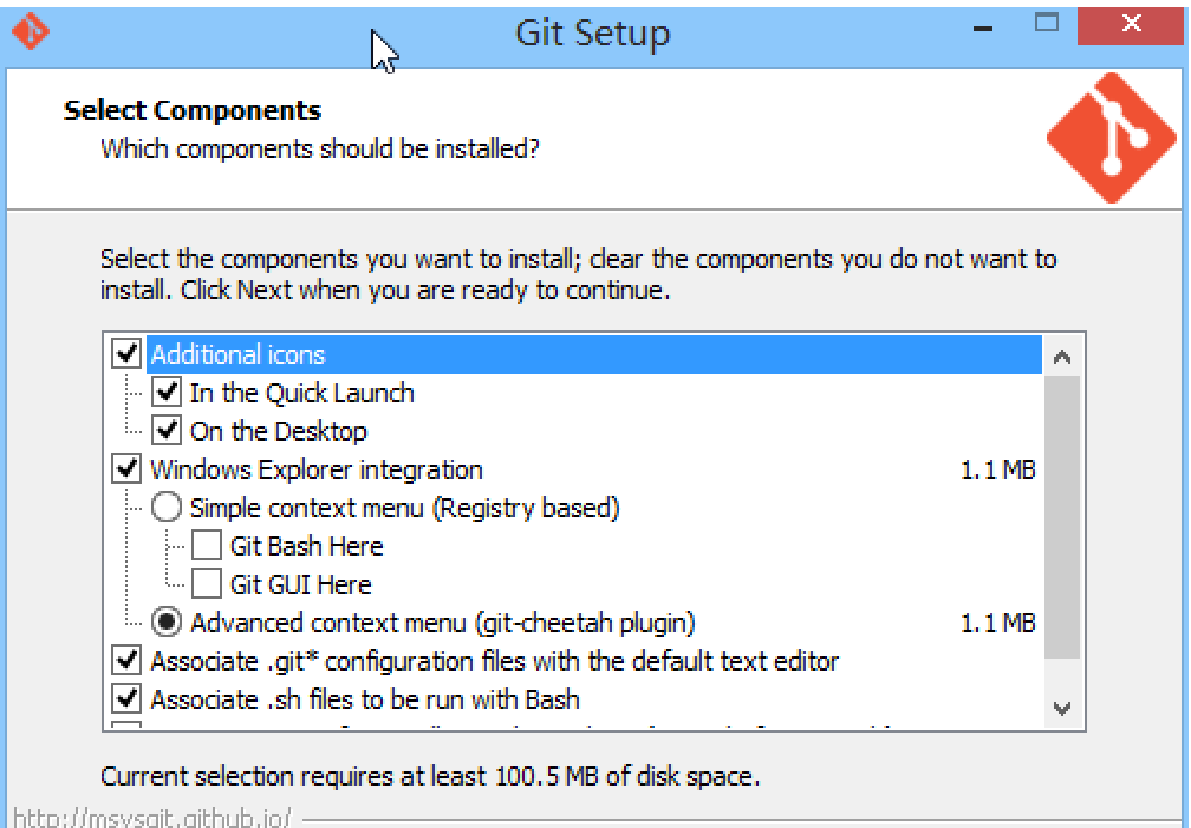 Git Setup
Select Components
Which components should be installed?
Select the components you want to install; clear the components you do not want to
install. Click Next when you are ready to continue.
Additional icons
In the Quick Launch
On the Desktop
Windows Explorer integration 1.1 MB
Simple context menu (Registry based)
Git Bash Here
Git GUI Here
Advanced context menu (git-cheetah plugin) 1.1 MB
Associate .git* configuration files with the default text editor
Associate .sh files to be run with Bash
Current selection requires at least 100.5 MB of disk space.
http://msysgit.github.io/